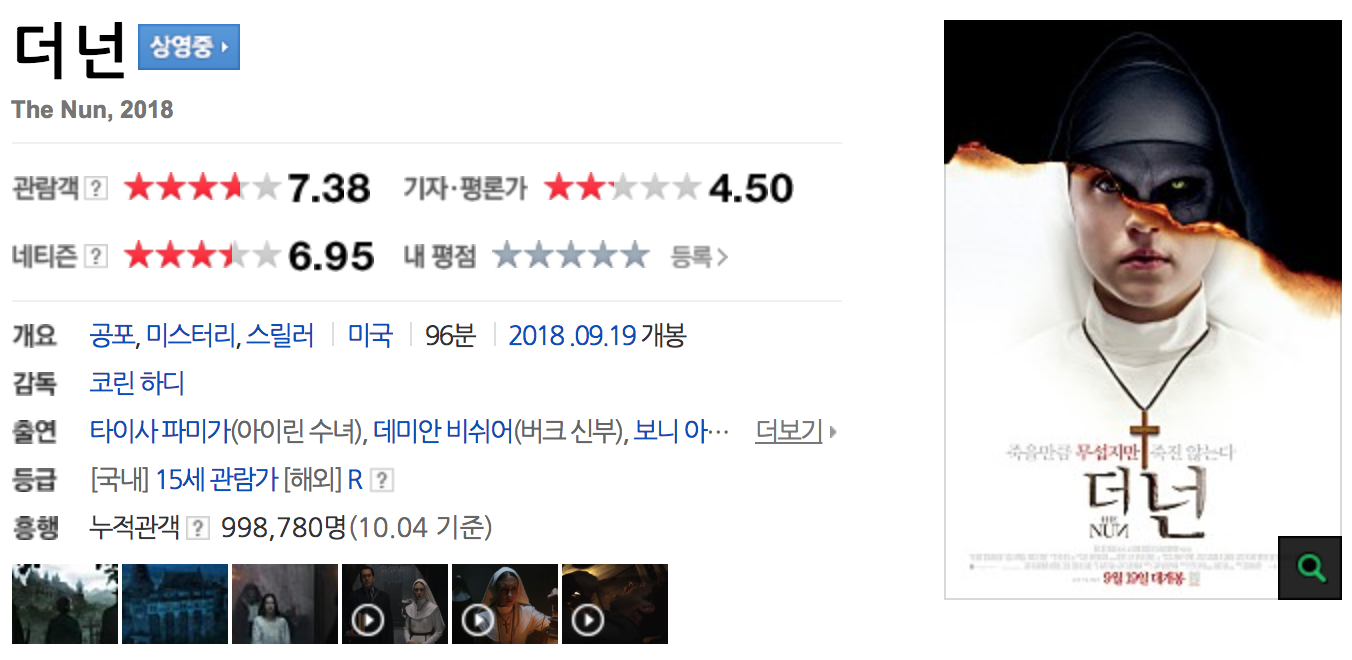 더 넌 상영중
The Nun, 2018
관람객 ? 7.38 기자·평론가 4.50
네티즌 ? 6.95 내 평점 등록
개요 공포, 미스터리, 스릴러 미국 96분 2018 .09.19 개봉
감독 코린 하디
출연 타이사 파미가(아이린 수녀), 데미안 비쉬어(버크 신부), 보니 아··· 더보기
등급 [국내] 15세 관람가 [해외] R ?
흥행 누적관객 ? 998,780명(10.04 기준)
죽을만큼 무섭지만 죽진 않는다
더 넌
THE
NUN
9월 19일 대개봉